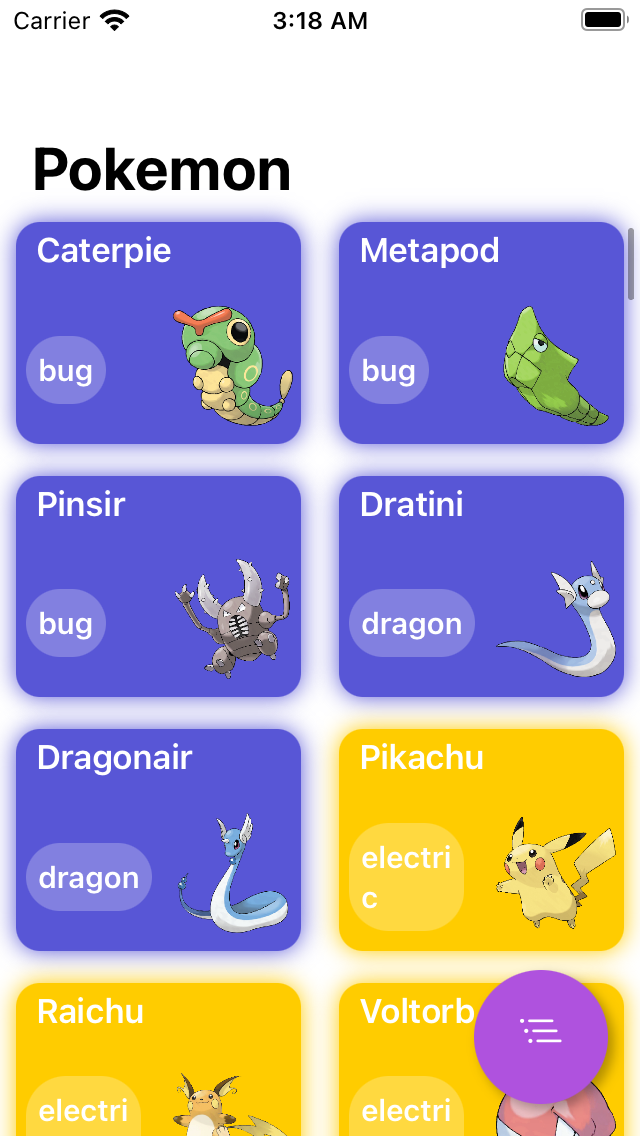 Carrier 3:18 AM
Pokemon
Caterpie
bug
Metapod
bug
Pinsir
bug
Dratini
dragon
Dragonair
dragon
Pikachu
electri
c
Raichu
electri
Voltorb
electri